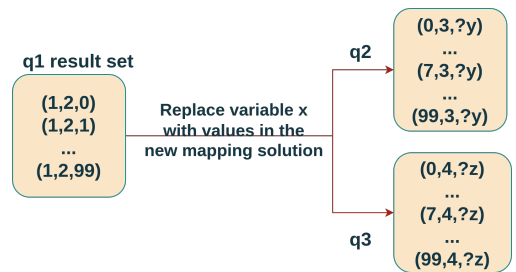 q1 result set
(1,2,0)
(1,2,1)
...
(1,2,99)
Replace variable x
with values in the
new mapping solution
q2
(0,3,?y)
...
(7,3,?y)
...
(99,3,?y)
q3
(0,4,?z)
...
(7,4,?z)
...
(99,4,?z)